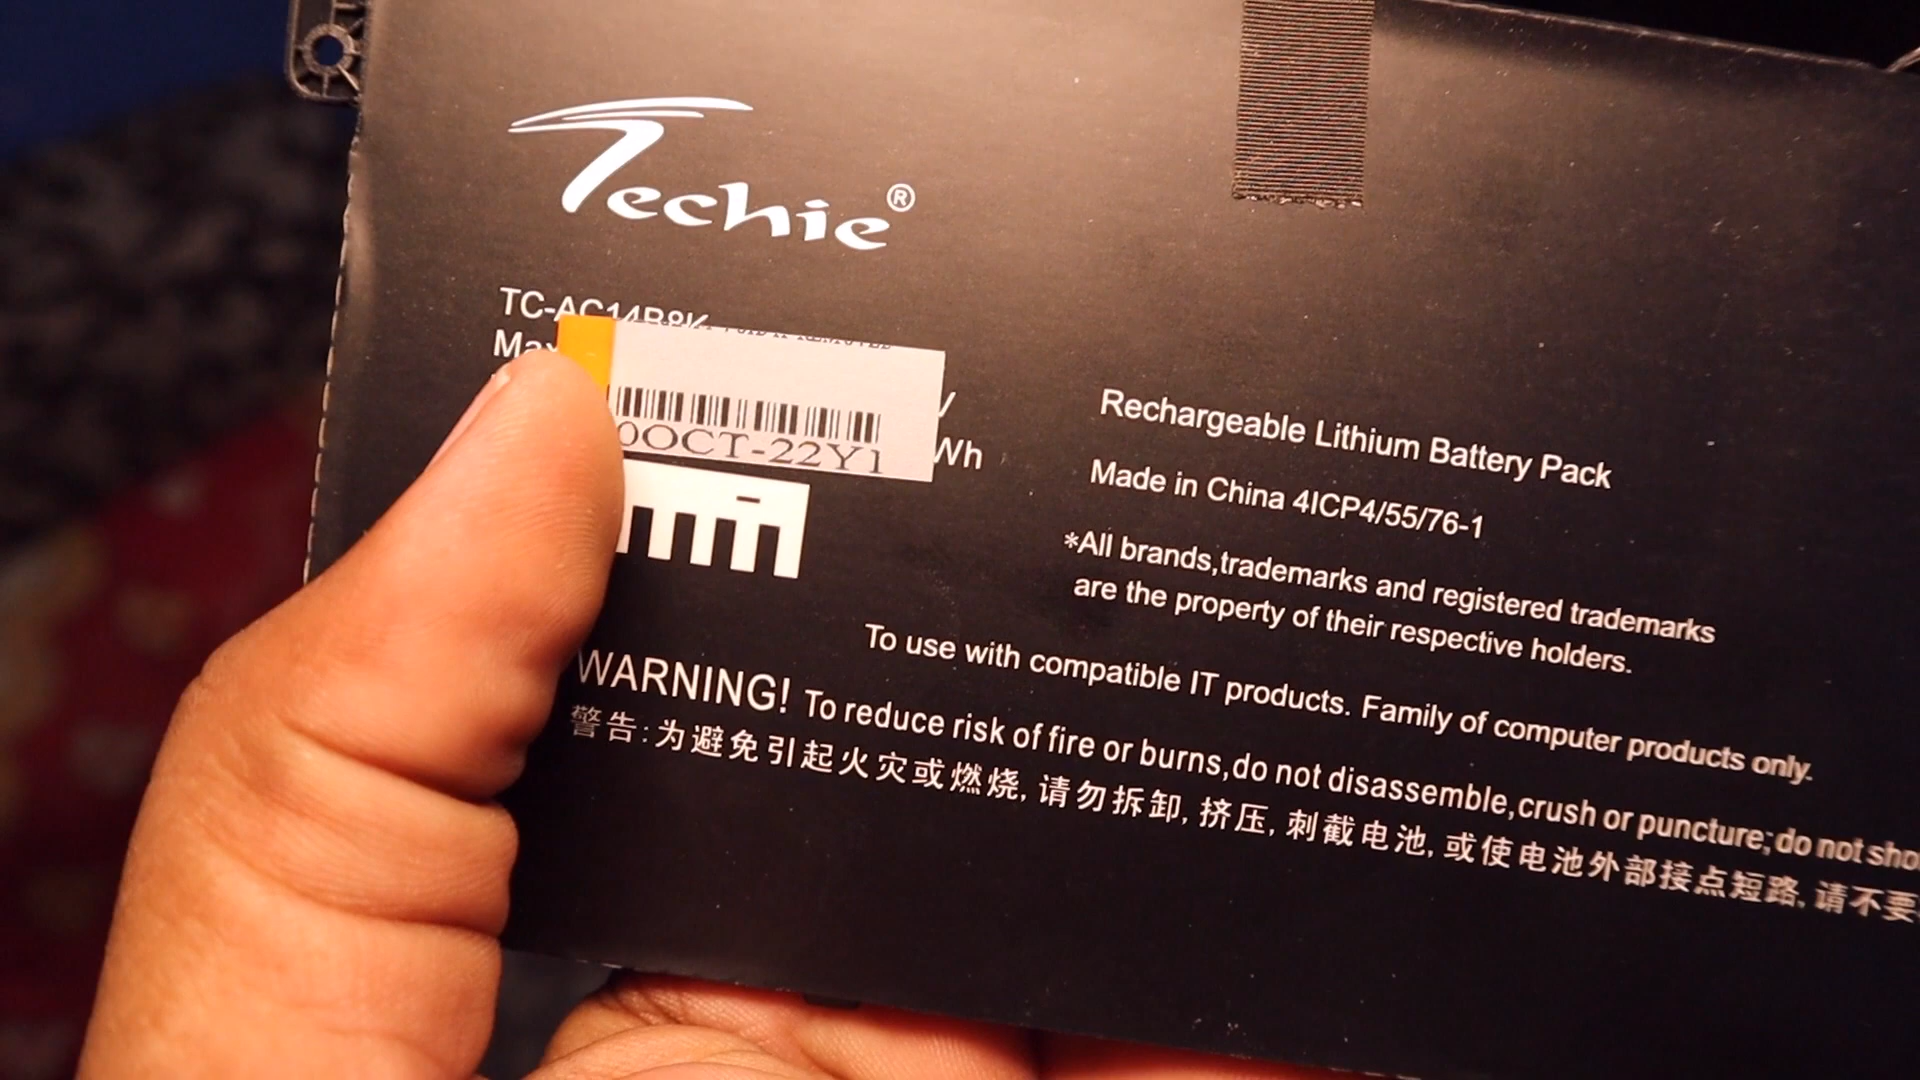 Techie®
TC-AC14B8K
Max
V
Wh
0OCT-22Y1
Rechargeable Lithium Battery Pack
Made in China 4ICP4/55/76-1
*All brands,trademarks and registered trademarks
are the property of their respective holders.
To use with compatible IT products. Family of computer products only.
WARNING! To reduce risk of fire or burns,do not disassemble,crush or puncture;do not sho
警告:为避免引起火灾或燃烧,请勿拆卸,挤压,刺截电池,或使电池外部接点短路,请不要